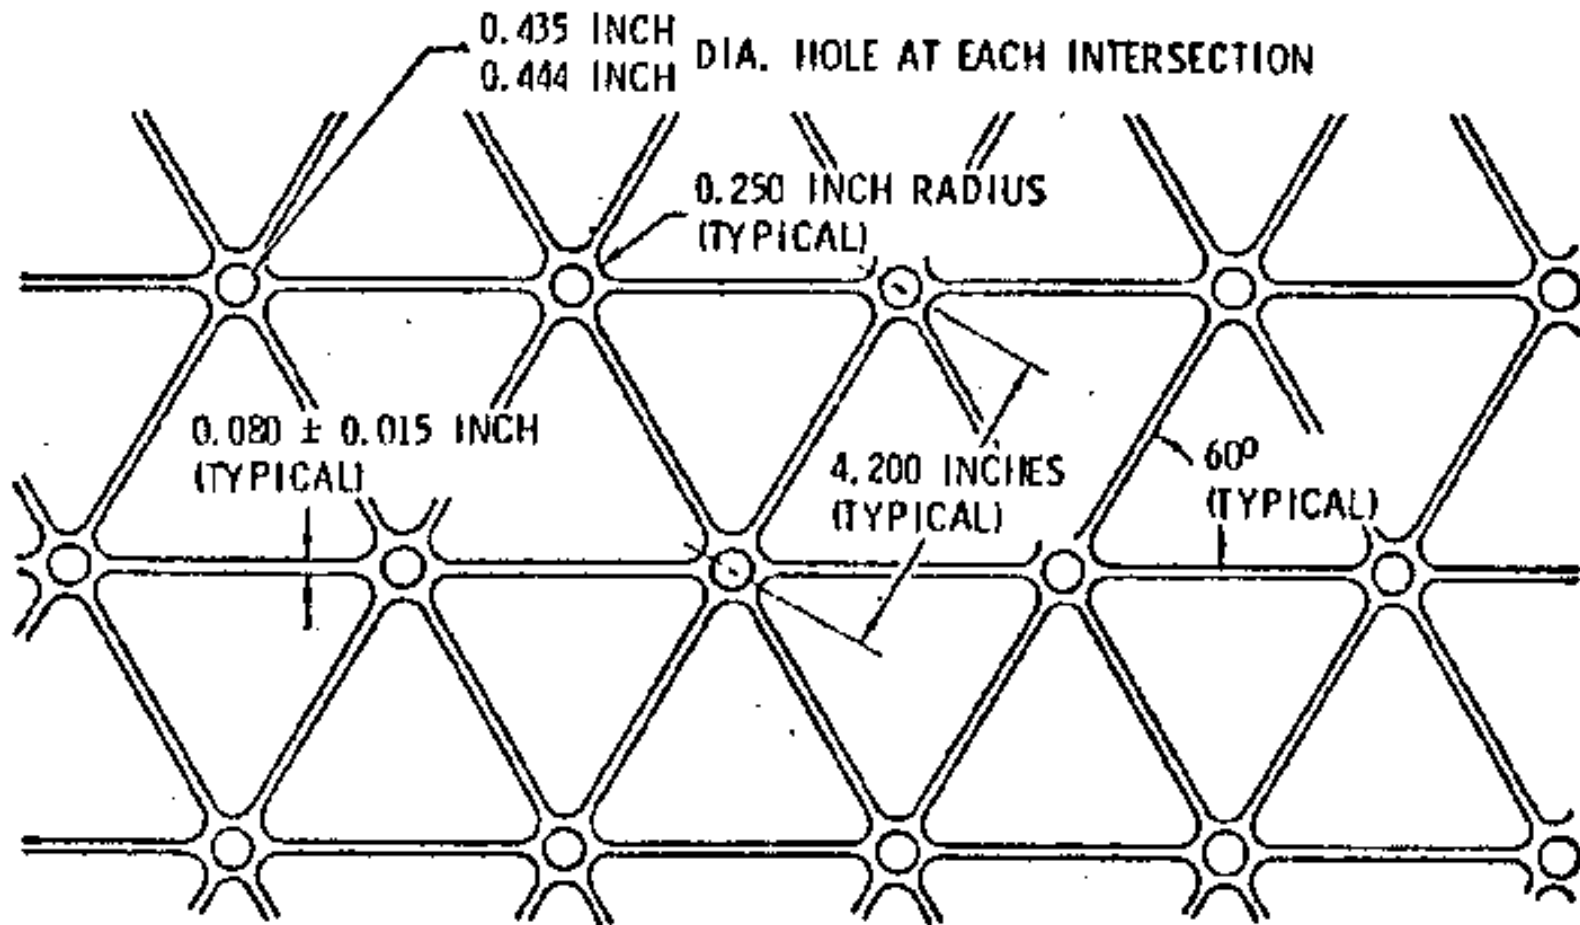 0.435 INCH
0.444 INCH
DIA. HOLE AT EACH INTERSECTION
0.250 INCH RADIUS
(TYPICAL)
0.080 ± 0.015 INCH
(TYPICAL)
4.200 INCHES
(TYPICAL)
60º
(TYPICAL)